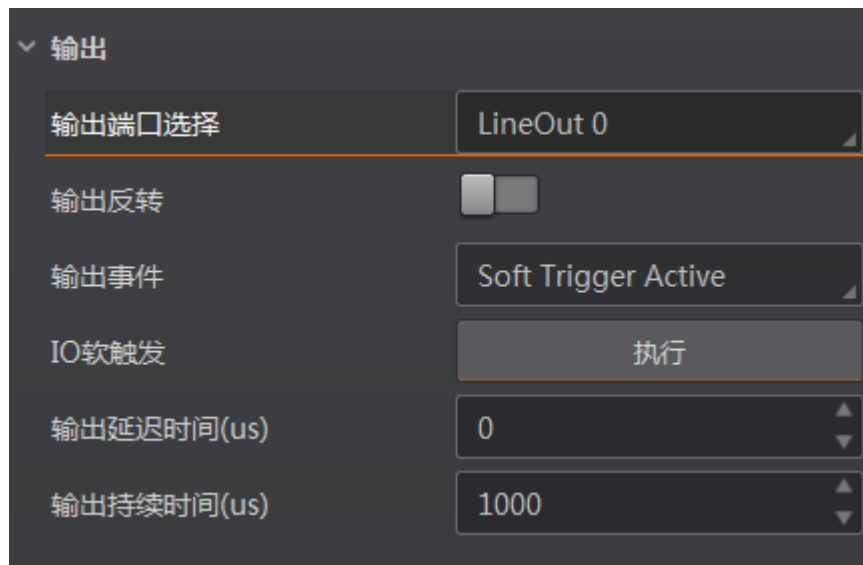 输出
输出端口选择 LineOut 0
输出反转
输出事件 Soft Trigger Active
IO软触发 执行
输出延迟时间(us) 0
输出持续时间(us) 1000